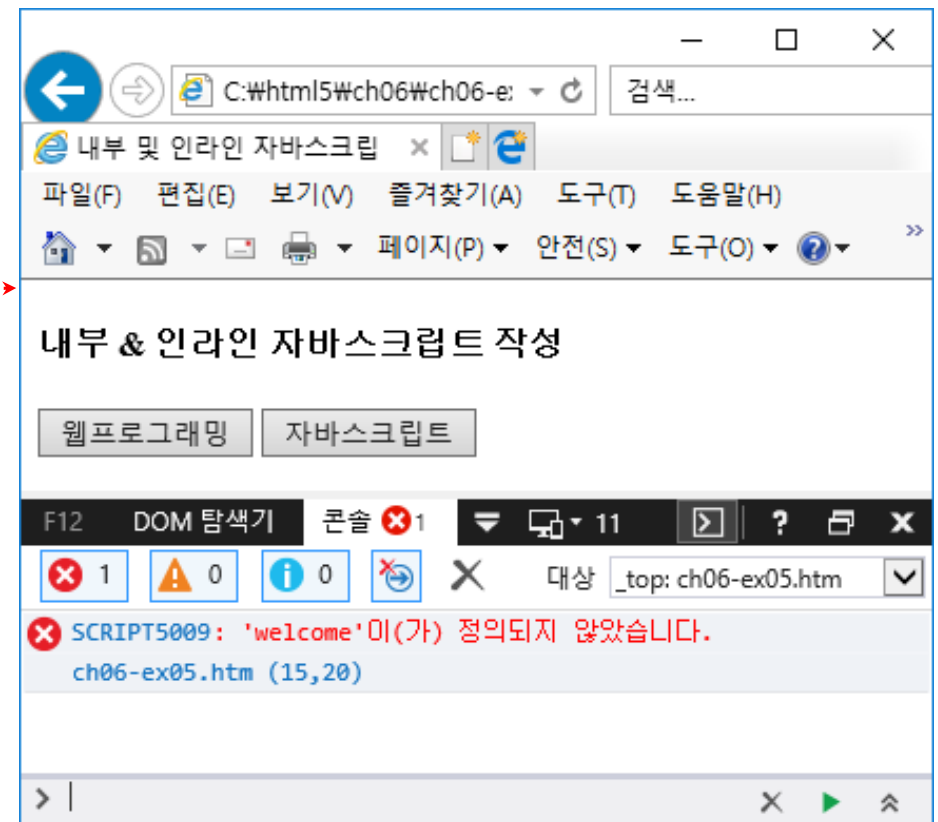 C:₩html5₩ch06₩ch06-e: 검색...
내부 및 인라인 자바스크립
파일(F) 편집(E) 보기(V) 즐겨찾기(A) 도구(T) 도움말(H)
페이지(P) 안전(S) 도구(O)
내부 & 인라인 자바스크립트 작성
웹프로그래밍 자바스크립트
F12 DOM 탐색기 콘솔 1 11
1 0 0 대상 _top: ch06-ex05.htm
SCRIPT5009: 'welcome'이(가) 정의되지 않았습니다.
ch06-ex05.htm (15,20)